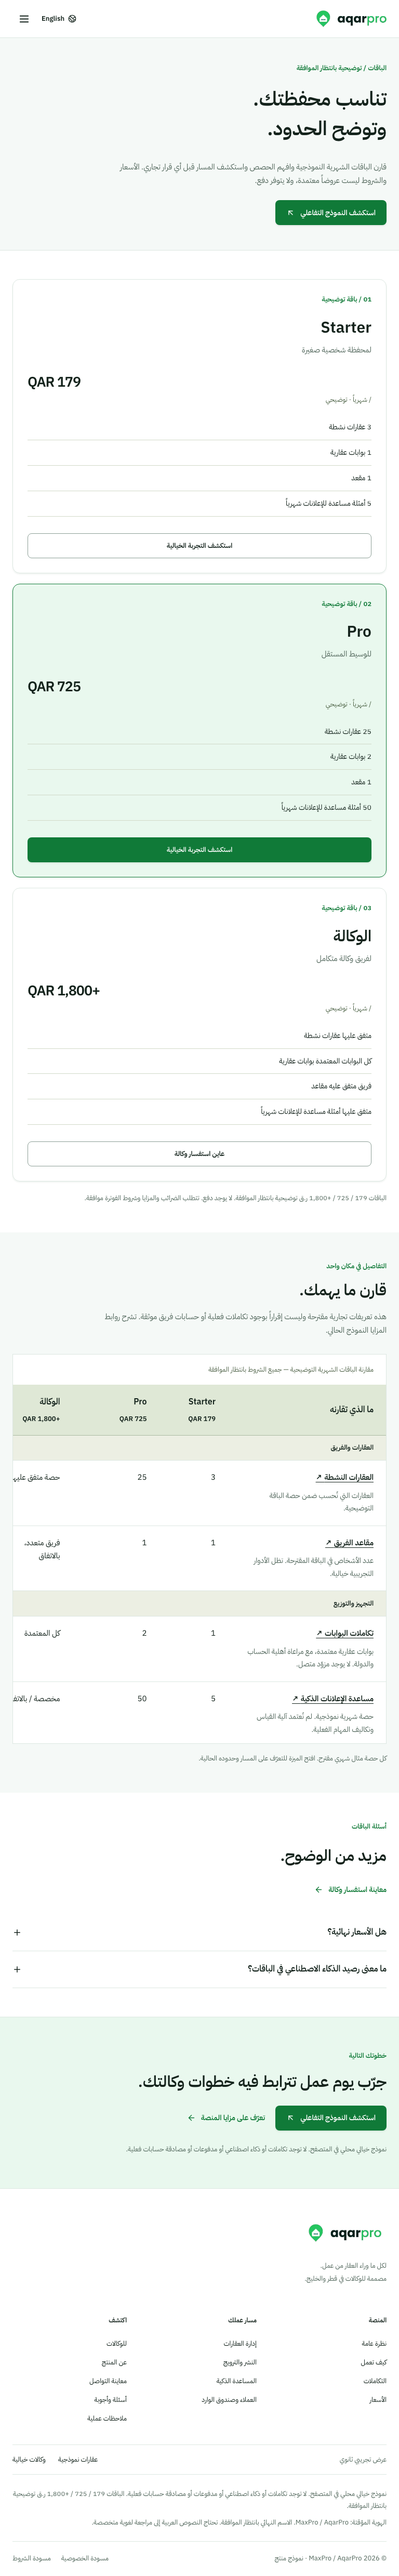 aqarpro
English
الباقات / توضيحية بانتظار الموافقة
تناسب محفظتك.
وتوضح الحدود.
قارن الباقات الشهرية النموذجية وافهم الحصص واستكشف المسار قبل أي قرار تجاري. الأسعار
والشروط ليست عروضاً معتمدة، ولا يتوفر دفع.
استكشف النموذج التفاعلي
01 / باقة توضيحية
Starter
لمحفظة شخصية صغيرة
QAR 179
/ شهرياً · توضيحي
3 عقارات نشطة
1 بوابات عقارية
1 مقعد
5 أمثلة مساعدة للإعلانات شهرياً
استكشف التجربة الخيالية
02 / باقة توضيحية
Pro
للوسيط المستقل
QAR 725
/ شهرياً · توضيحي
25 عقارات نشطة
2 بوابات عقارية
1 مقعد
50 أمثلة مساعدة للإعلانات شهرياً
استكشف التجربة الخيالية
03 / باقة توضيحية
الوكالة
لفريق وكالة متكامل
QAR 1,800+
/ شهرياً · توضيحي
متفق عليها عقارات نشطة
كل البوابات المعتمدة بوابات عقارية
فريق متفق عليه مقاعد
متفق عليها أمثلة مساعدة للإعلانات شهرياً
عاين استفسار وكالة
الباقات 179 / 725 / +1,800 ر.ق توضيحية بانتظار الموافقة. لا يوجد دفع. تتطلب الضرائب والمزايا وشروط الفوترة موافقة.
التفاصيل في مكان واحد
قارن ما يهمك.
هذه تعريفات تجارية مقترحة وليست إقراراً بوجود تكاملات فعلية أو حسابات فريق موثقة. تشرح روابط
المزايا النموذج الحالي.
مقارنة الباقات الشهرية التوضيحية — جميع الشروط بانتظار الموافقة
ما الذي تقارنه
Starter
QAR 179
Pro
QAR 725
الوكالة
QAR 1,800+
العقارات والفريق
العقارات النشطة ↗
3
25
حصة متفق عليها
العقارات التي تُحسب ضمن حصة الباقة
التوضيحية.
مقاعد الفريق ↗
1
1
فريق متعدد،
بالاتفاق
عدد الأشخاص في الباقة المقترحة. تظل الأدوار
التجريبية خيالية.
التجهيز والتوزيع
تكاملات البوابات ↗
1
2
كل المعتمدة
بوابات عقارية معتمدة، مع مراعاة أهلية الحساب
والدولة. لا يوجد مزوّد متصل.
مساعدة الإعلانات الذكية ↗
5
50
مخصصة /
حصة شهرية نموذجية. لم تُعتمد آلية القياس
وتكاليف المهام الفعلية.
كل حصة مثال شهري مقترح. افتح الميزة للتعرّف على المسار وحدوده الحالية.
أسئلة الباقات
مزيد من الوضوح.
معاينة استفسار وكالة
هل الأسعار نهائية؟
ما معنى رصيد الذكاء الاصطناعي في الباقات؟
خطوتك التالية
جرّب يوم عمل تترابط فيه خطوات وكالتك.
استكشف النموذج التفاعلي
تعرّف على مزايا المنصة
نموذج خيالي محلي في المتصفح. لا توجد تكاملات أو ذكاء اصطناعي أو مدفوعات أو مصادقة حسابات فعلية.
aqarpro
لكل ما وراء العقار من عمل.
مصممة للوكالات في قطر والخليج.
المنصة
نظرة عامة
كيف تعمل
التكاملات
الأسعار
مسار عملك
إدارة العقارات
النشر والترويج
المساعدة الذكية
العملاء وصندوق الوارد
اكتشف
للوكالات
عن المنتج
معاينة التواصل
أسئلة وأجوبة
ملاحظات عملية
عرض تجريبي ثانوي
عقارات نموذجية
وكالات خيالية
نموذج خيالي محلي في المتصفح. لا توجد تكاملات أو ذكاء اصطناعي أو مدفوعات أو مصادقة حسابات فعلية. الباقات 179 / 725 / +1,800 ر.ق توضيحية
بانتظار الموافقة.
الهوية المؤقتة: MaxPro / AqarPro. الاسم النهائي بانتظار الموافقة. تحتاج النصوص العربية إلى مراجعة لغوية متخصصة.
© 2026 MaxPro / AqarPro · نموذج منتج
مسودة الخصوصية
مسودة الشروط